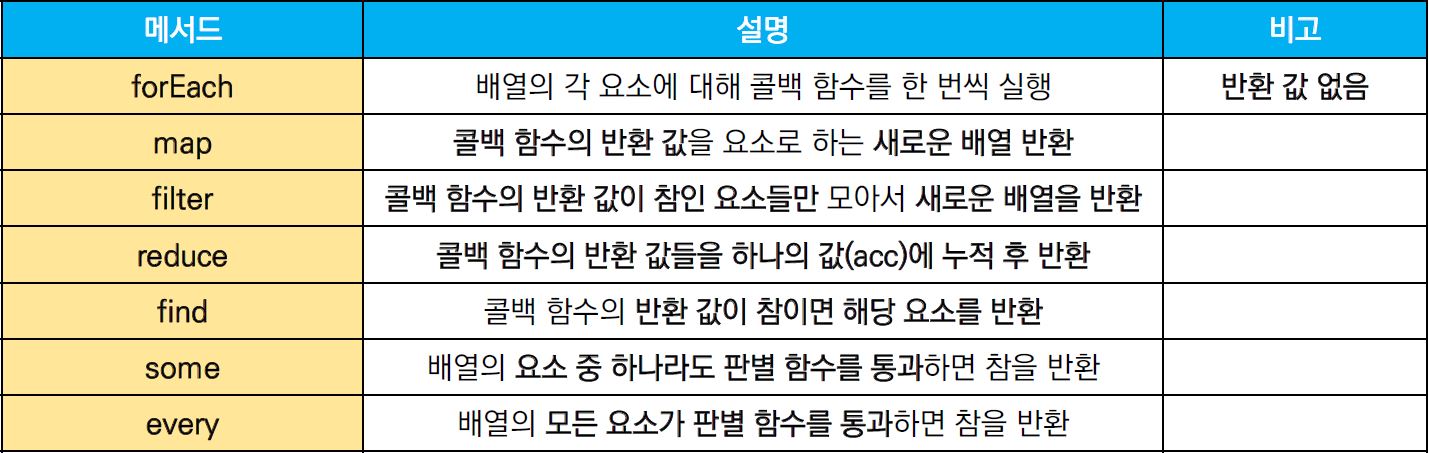 메서드 설명 비고
forEach 배열의 각 요소에 대해 콜백 함수를 한 번씩 실행 반환 값 없음
map 콜백 함수의 반환 값을 요소로 하는 새로운 배열 반환
filter 콜백 함수의 반환 값이 참인 요소들만 모아서 새로운 배열을 반환
reduce 콜백 함수의 반환 값들을 하나의 값(acc)에 누적 후 반환
find 콜백 함수의 반환 값이 참이면 해당 요소를 반환
some 배열의 요소 중 하나라도 판별 함수를 통과하면 참을 반환
every 배열의 모든 요소가 판별 함수를 통과하면 참을 반환